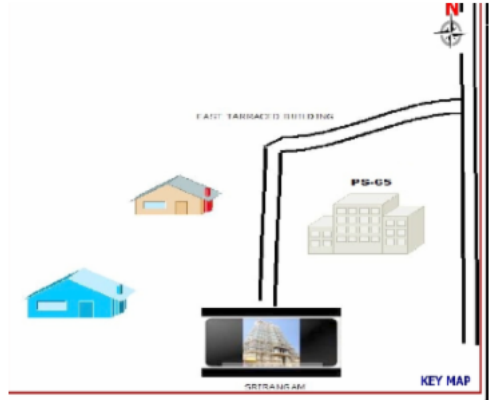 N
EAST TARRACED BUILDING
PS-65
SRIRANGAM
KEY MAP